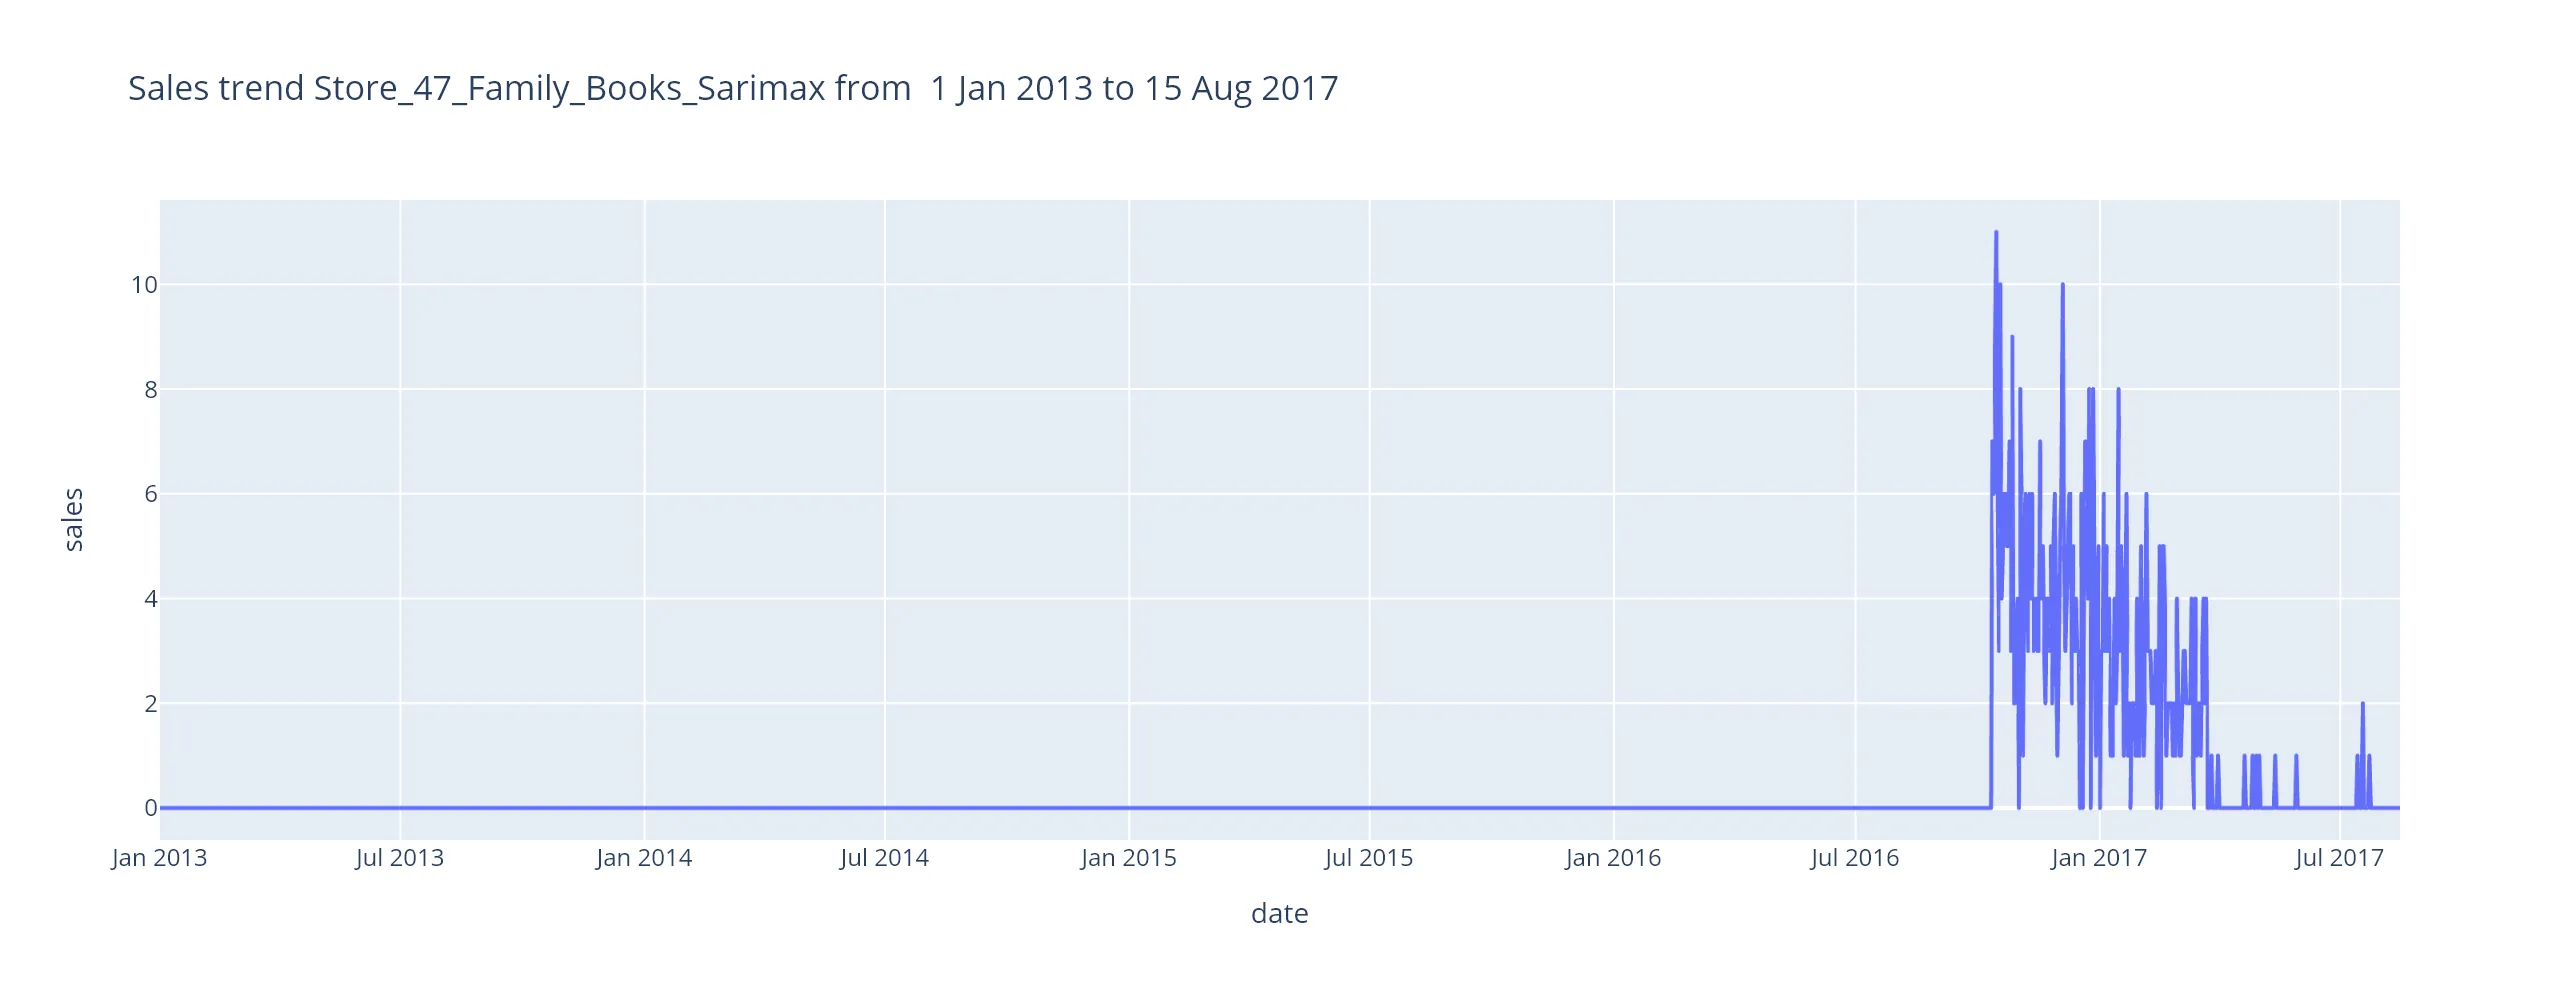 Sales trend Store_47_Family_Books_Sarimax from  1 Jan 2013 to 15 Aug 2017
10
8
6
4
2
0
sales
Jan 2013 Jul 2013 Jan 2014 Jul 2014 Jan 2015 Jul 2015 Jan 2016 Jul 2016 Jan 2017 Jul 2017
date